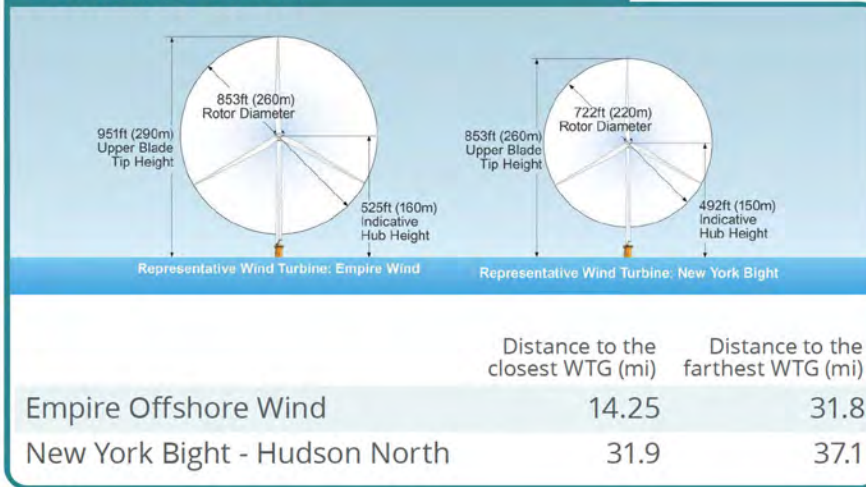 853ft (260m)
Rotor Diameter
951ft (290m)
Upper Blade
Tip Height
525ft (160m)
Indicative
Hub Height
Representative Wind Turbine: Empire Wind
722ft (220m)
Rotor Diameter
853ft (260m)
Upper Blade
Tip Height
492ft (150m)
Indicative
Hub Height
Representative Wind Turbine: New York Bight
Distance to the
closest WTG (mi)
Distance to the
farthest WTG (mi)
Empire Offshore Wind 14.25 31.8
New York Bight - Hudson North 31.9 37.1